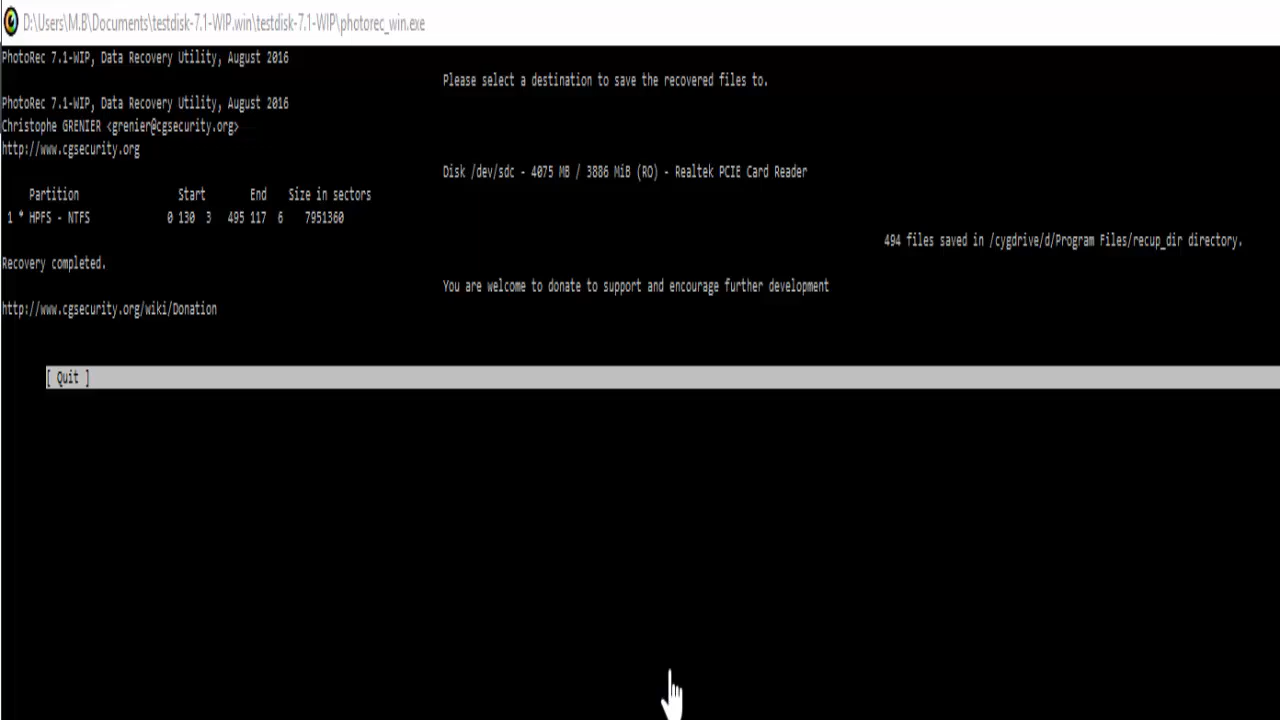 D:\Users\M.B\Documents\testdisk-7.1-WIP.win\testdisk-7.1-WIP\photorec_win.exe
PhotoRec 7.1-WIP, Data Recovery Utility, August 2016
Please select a destination to save the recovered files to.
PhotoRec 7.1-WIP, Data Recovery Utility, August 2016
Christophe GRENIER <grenier@cgsecurity.org>
http://www.cgsecurity.org
Disk /dev/sdc - 4075 MB / 3886 MiB (RO) - Realtek PCIE Card Reader
Partition Start End Size in sectors
1 * HPFS - NTFS 0 130 3 495 117 6 7951360
494 files saved in /cygdrive/d/Program Files/recup_dir directory.
Recovery completed.
You are welcome to donate to support and encourage further development
http://www.cgsecurity.org/wiki/Donation
[ Quit ]